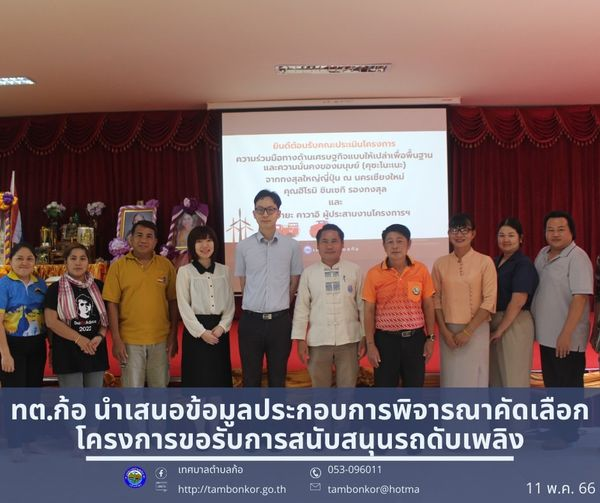 ยินดีต้อนรับคณะประเมินโครงการ
ความร่วมมือทางด้านเศรษฐกิจแบบให้เปล่าเพื่อพื้นฐาน
และความมั่นคงของมนุษย์ (คุซะโนะเนะ)
จากกงสุลใหญ่ญี่ปุ่น ณ นครเชียงใหม่
คุณฮิโรมิ ชินเซกิ รองกงสุล
และ
คาวาอิ ผู้ประสานงานโครงการฯ
ทต.ก้อ นำเสนอข้อมูลประกอบการพิจารณาคัดเลือก
โครงการขอรับการสนับสนุนรถดับเพลิง
เทศบาลตำบลก้อ
053-096011
http://tambonkor.go.th
tambonkor@hotma
11 พ.ค. 66